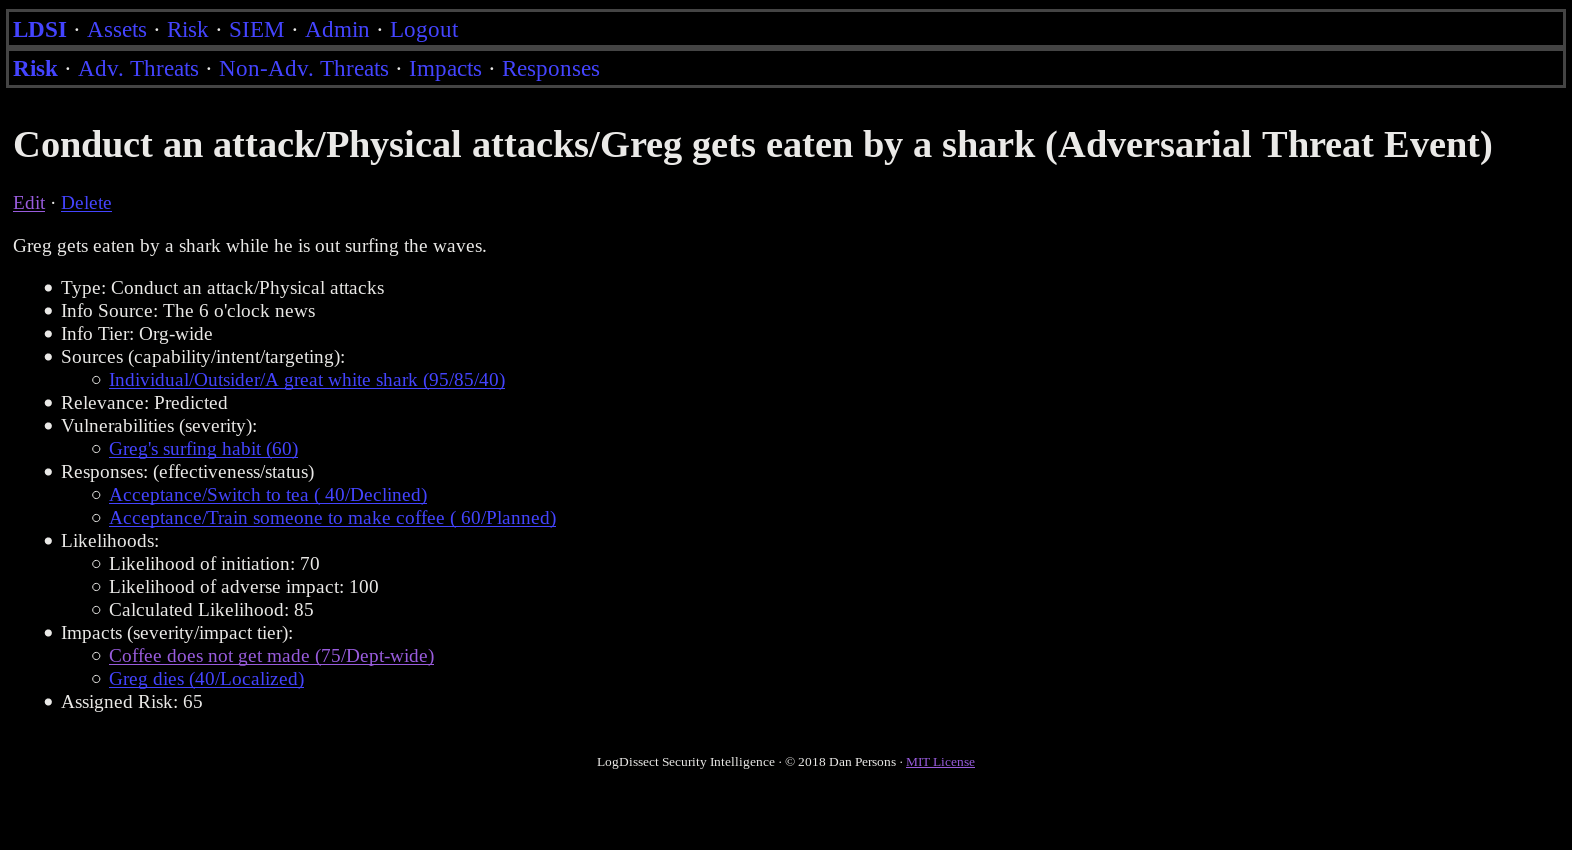 LDSI · Assets · Risk · SIEM · Admin · Logout
Risk · Adv. Threats · Non-Adv. Threats · Impacts · Responses
Conduct an attack/Physical attacks/Greg gets eaten by a shark (Adversarial Threat Event)
Edit · Delete
Greg gets eaten by a shark while he is out surfing the waves.
Type: Conduct an attack/Physical attacks
Info Source: The 6 o'clock news
Info Tier: Org-wide
Sources (capability/intent/targeting):
Individual/Outsider/A great white shark (95/85/40)
Relevance: Predicted
Vulnerabilities (severity):
Greg's surfing habit (60)
Responses: (effectiveness/status)
Acceptance/Switch to tea ( 40/Declined)
Acceptance/Train someone to make coffee ( 60/Planned)
Likelihoods:
Likelihood of initiation: 70
Likelihood of adverse impact: 100
Calculated Likelihood: 85
Impacts (severity/impact tier):
Coffee does not get made (75/Dept-wide)
Greg dies (40/Localized)
Assigned Risk: 65
LogDissect Security Intelligence · © 2018 Dan Persons · MIT License